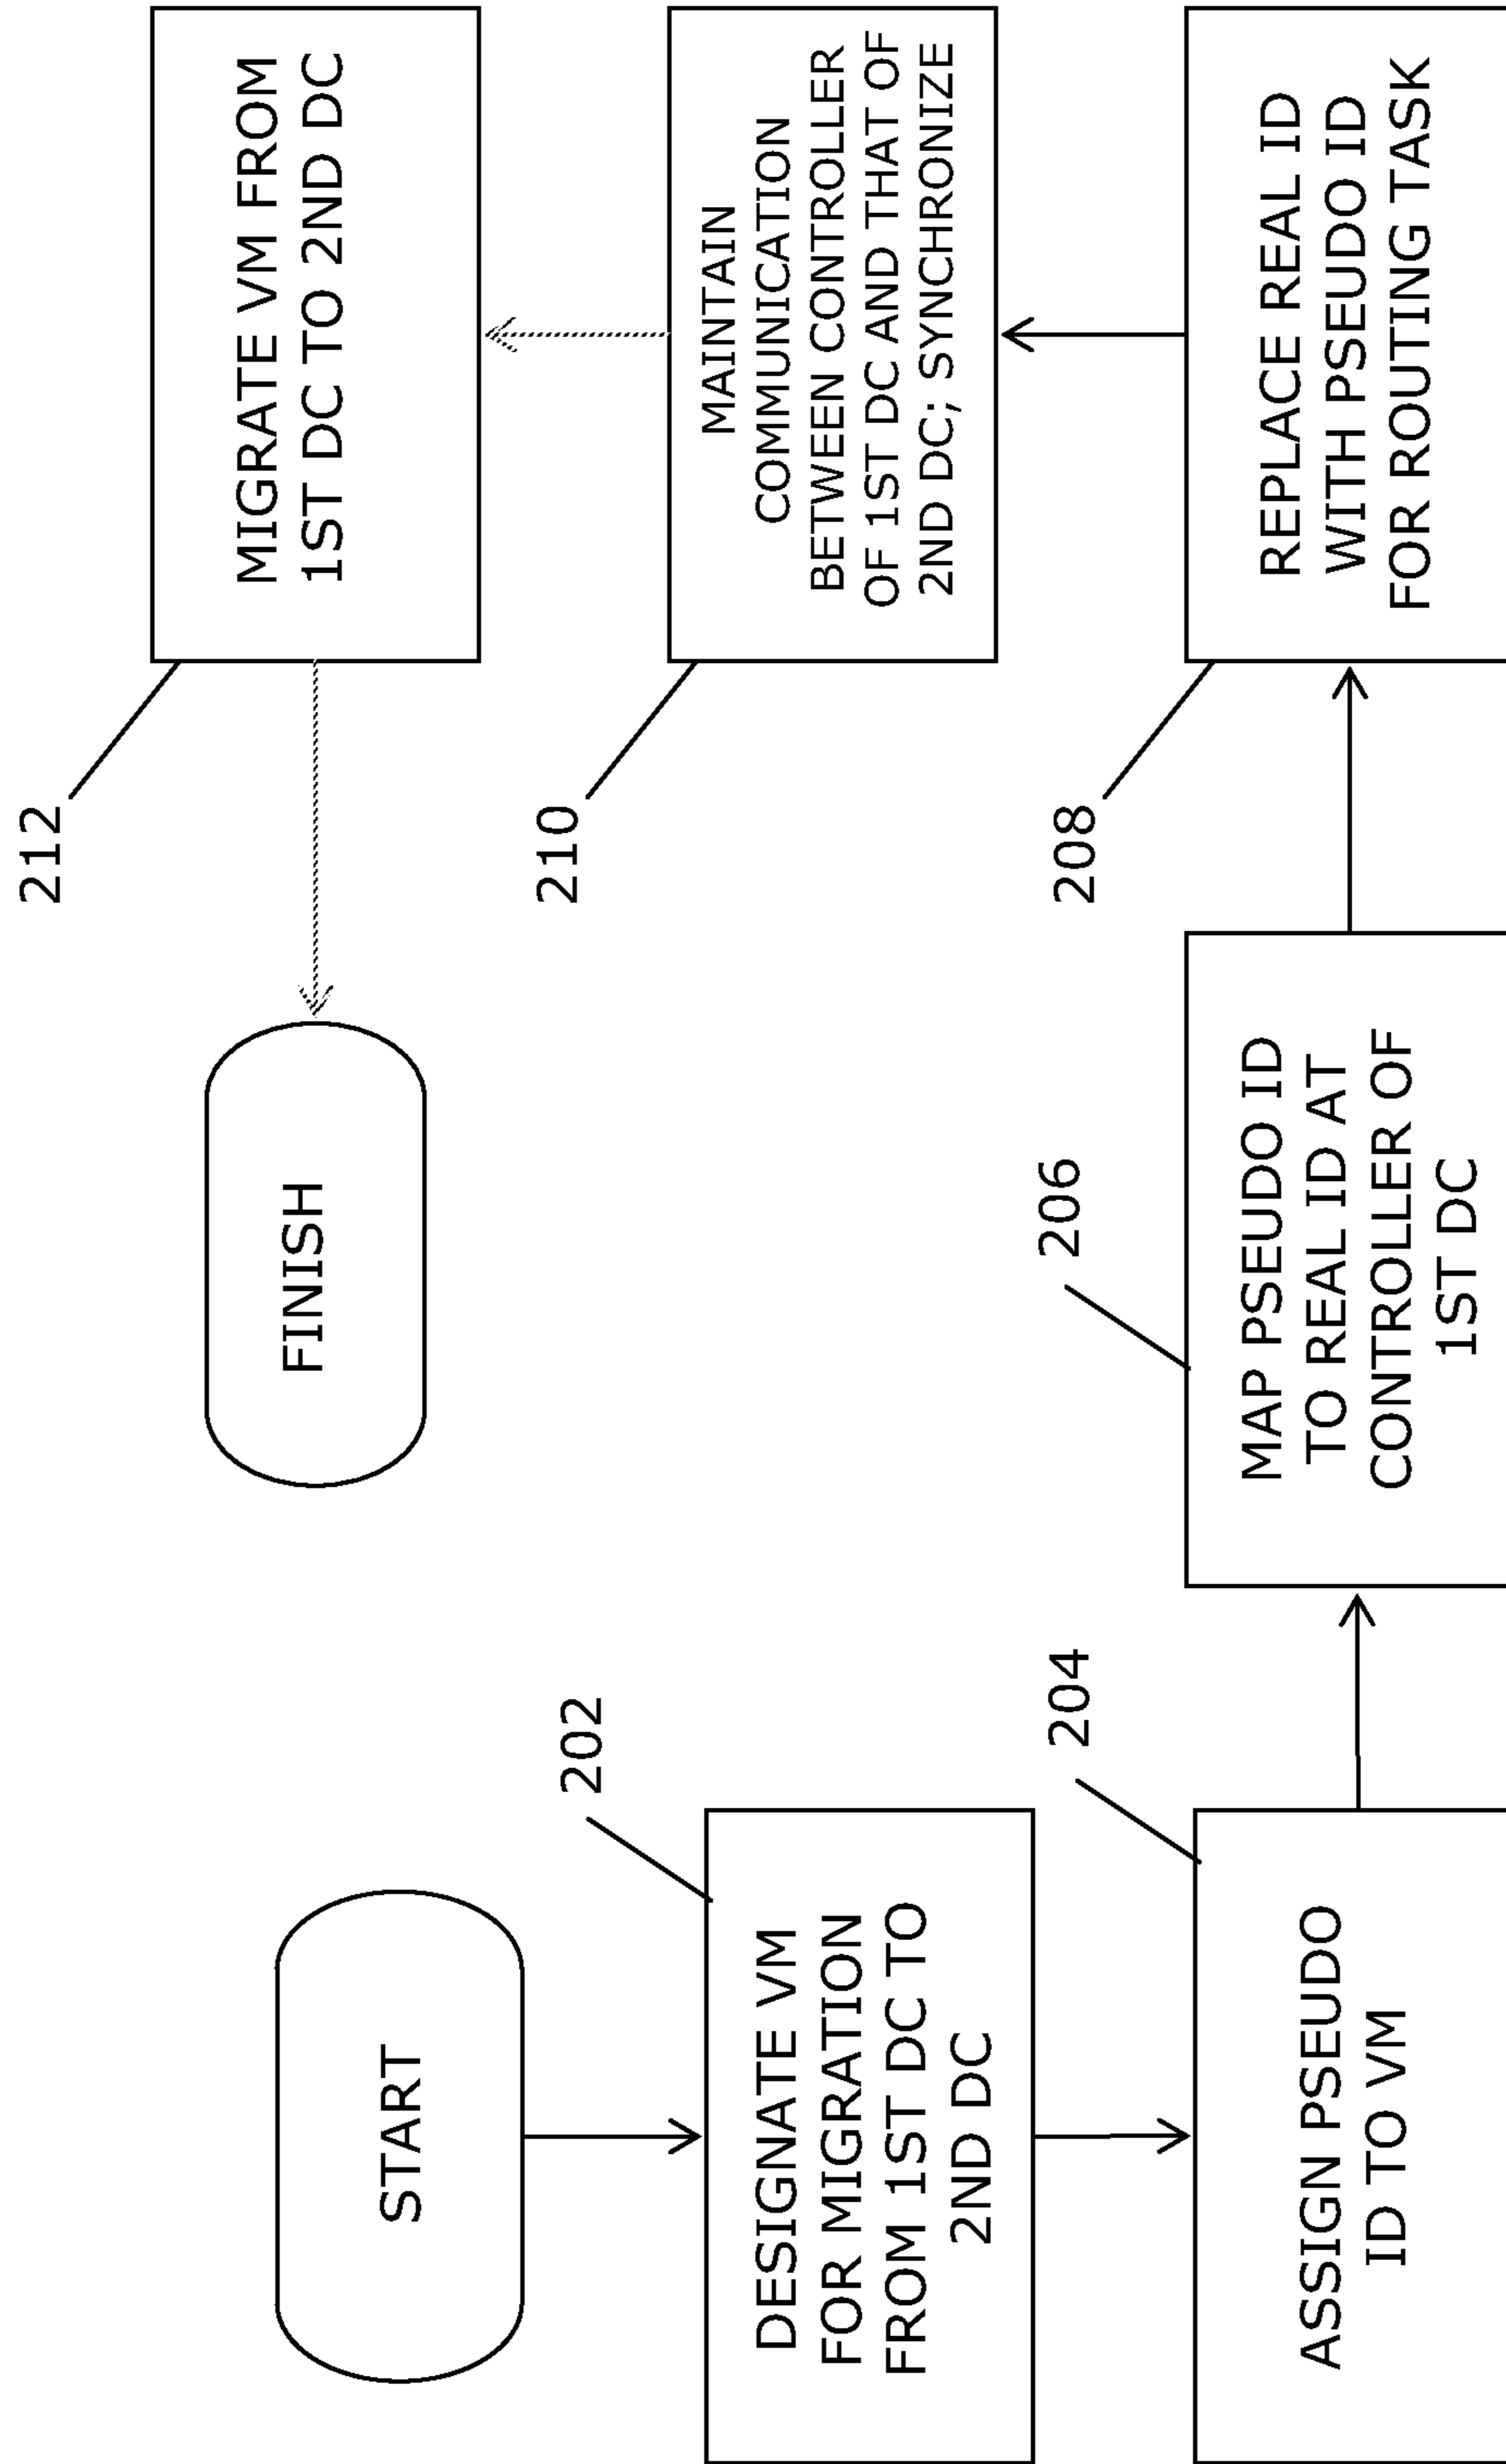 START
202
DESIGNATE VM
FOR MIGRATION
FROM 1ST DC TO
2ND DC
204
ASSIGN PSEUDO
ID TO VM
206
MAP PSEUDO ID
TO REAL ID AT
CONTROLLER OF
1ST DC
208
REPLACE REAL ID
WITH PSEUDO ID
FOR ROUTING TASK
210
MAINTAIN
COMMUNICATION
BETWEEN CONTROLLER
OF 1ST DC AND THAT OF
2ND DC; SYNCHRONIZE
212
MIGRATE VM FROM
1ST DC TO 2ND DC
FINISH